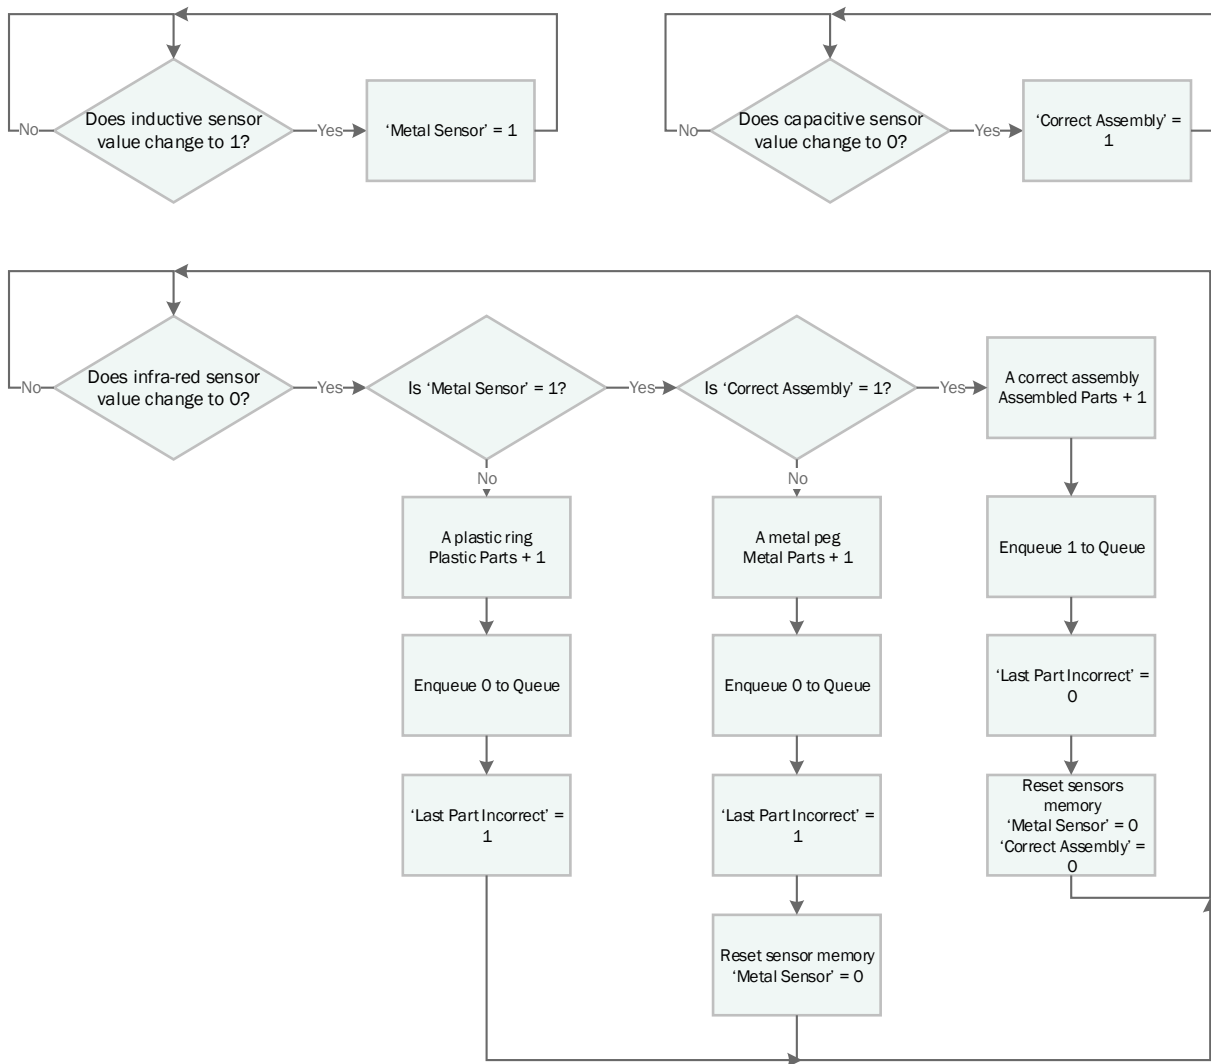 Does inductive sensor
value change to 1?
No
Yes
‘Metal Sensor’ = 1
Does capacitive sensor
value change to 0?
No
Yes
‘Correct Assembly’ =
1
Does infra-red sensor
value change to 0?
No
Yes
Is ‘Metal Sensor’ = 1?
Yes
Is ‘Correct Assembly’ = 1?
Yes
A correct assembly
Assembled Parts + 1
No
No
A plastic ring
Plastic Parts + 1
A metal peg
Metal Parts + 1
Enqueue 1 to Queue
Enqueue 0 to Queue
Enqueue 0 to Queue
‘Last Part Incorrect’ =
0
‘Last Part Incorrect’ =
1
‘Last Part Incorrect’ =
1
Reset sensors
memory
‘Metal Sensor’ = 0
‘Correct Assembly’ =
0
Reset sensor memory
‘Metal Sensor’ = 0